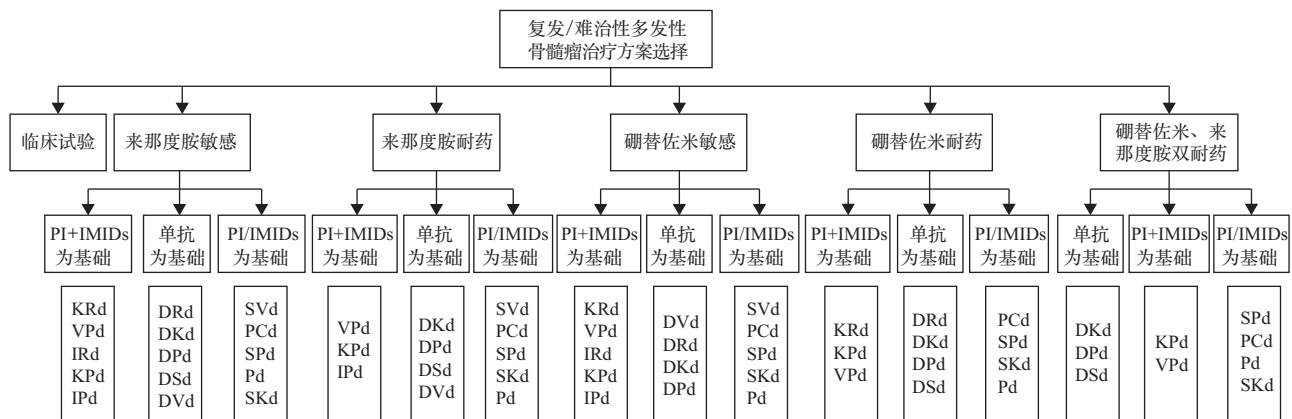 复发/难治性多发性
骨髓瘤治疗方案选择
临床试验
来那度胺敏感
来那度胺耐药
硼替佐米敏感
硼替佐米耐药
硼替佐米、来
那度胺双耐药
PI+IMIDs
为基础
单抗
为基础
PI/IMIDs
为基础
PI+IMIDs
为基础
单抗
为基础
PI/IMIDs
为基础
PI+IMIDs
为基础
单抗
为基础
PI/IMIDs
为基础
PI+IMIDs
为基础
单抗
为基础
PI/IMIDs
为基础
单抗
为基础
PI+IMIDs
为基础
PI/IMIDs
为基础
KRd
VPd
IRd
KPd
IPd
DRd
DKd
DPd
DSd
DVd
SVd
PCd
SPd
Pd
SKd
VPd
KPd
IPd
DKd
DPd
DSd
DVd
SVd
PCd
SPd
SKd
Pd
KRd
VPd
IRd
KPd
IPd
DVd
DRd
DKd
DPd
SVd
PCd
SPd
SKd
Pd
KRd
KPd
VPd
DRd
DKd
DPd
DSd
PCd
SPd
SKd
Pd
DKd
DPd
DSd
KPd
VPd
SPd
PCd
Pd
SKd